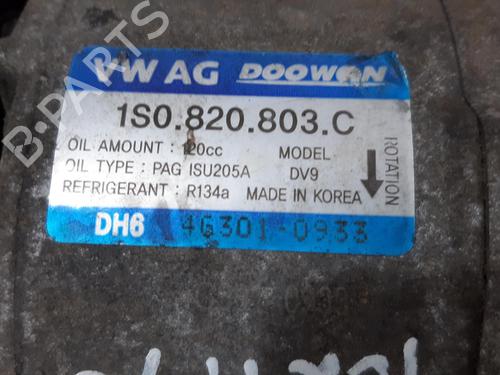 VW AG DOOWON
1S0.820.803.C
OIL AMOUNT : 120cc MODEL
OIL TYPE : PAG ISU205A DV9
REFRIGERANT : R134a MADE IN KOREA
ROTATION
DH6 4G301-0933
B-PARTS